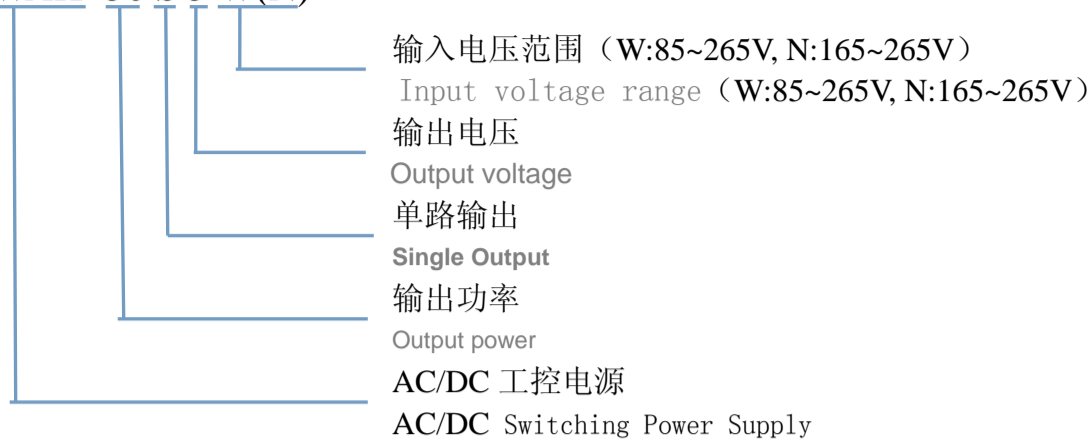 输入电压范围（W:85~265V, N:165~265V）
Input voltage range（W:85~265V, N:165~265V）
输出电压
Output voltage
单路输出
Single Output
输出功率
Output power
AC/DC 工控电源
AC/DC Switching Power Supply